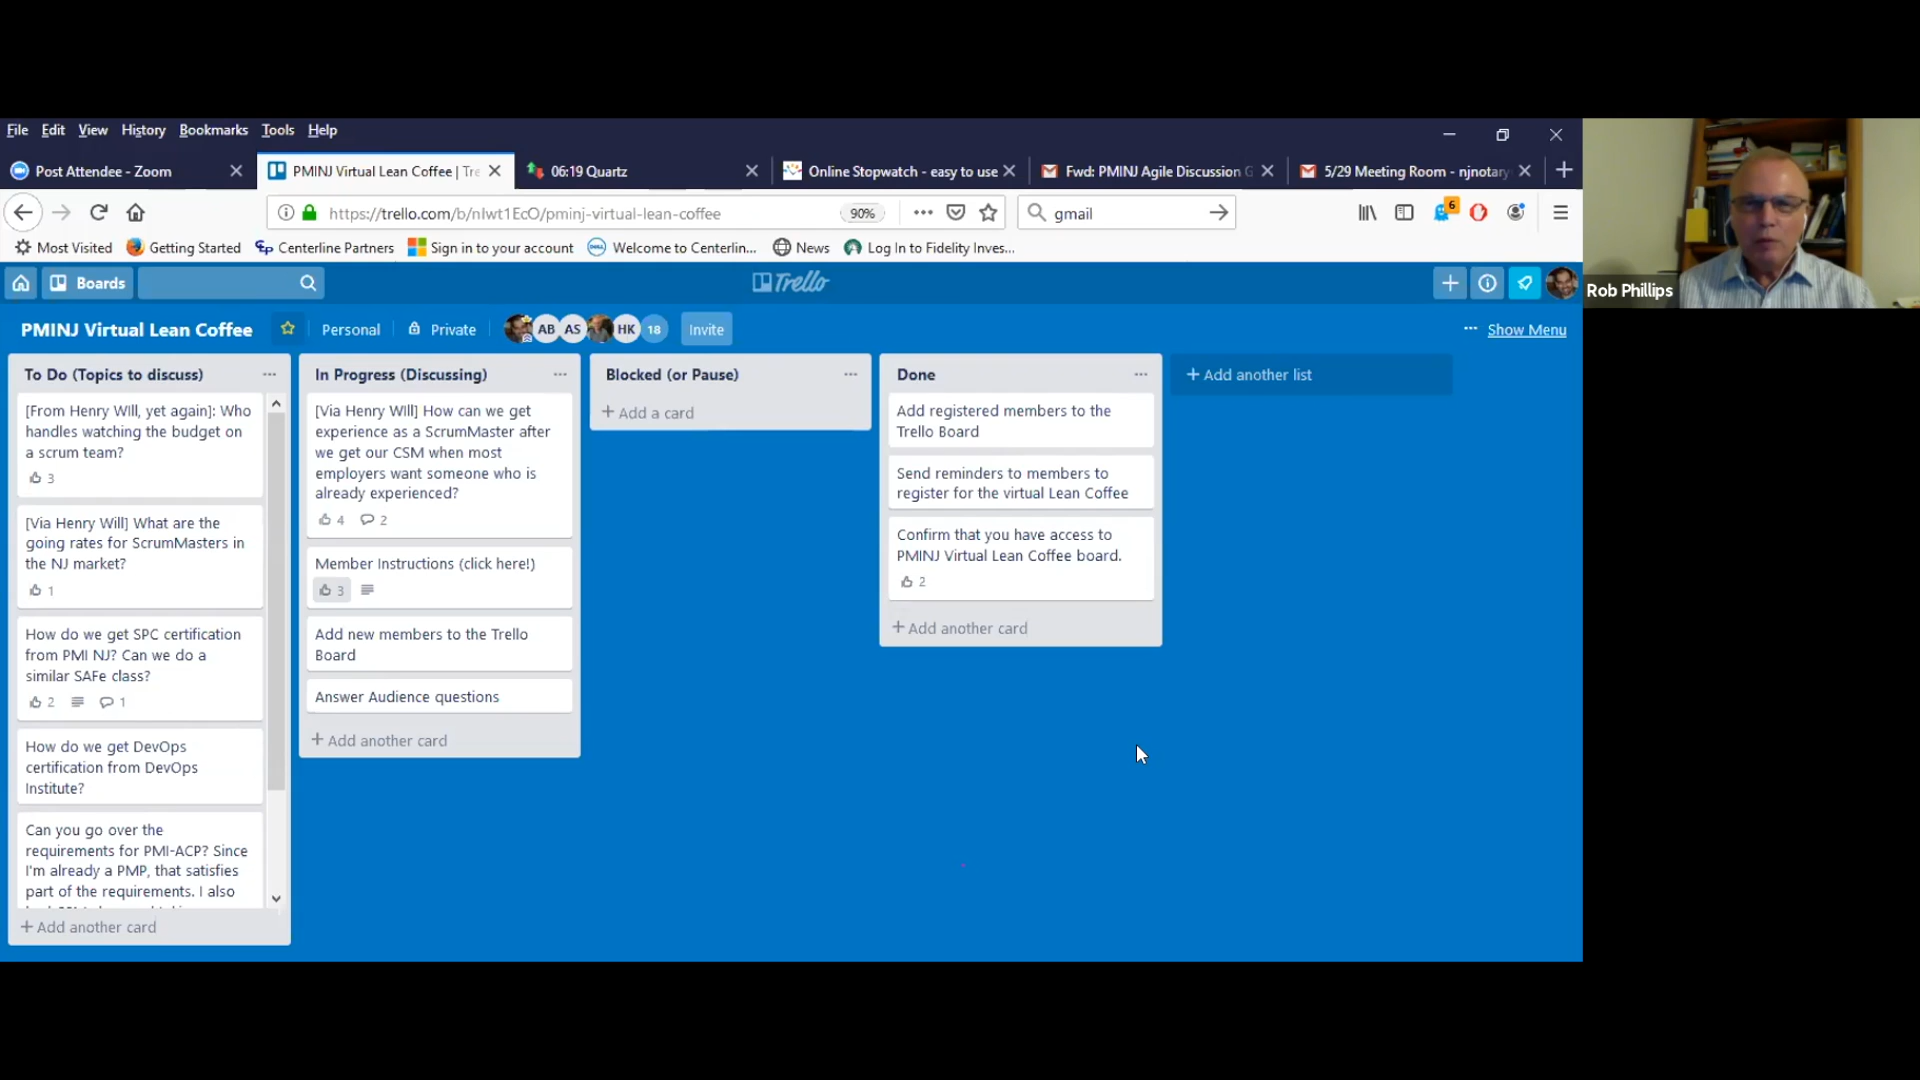 File Edit View History Bookmarks Tools Help
Post Attendee - Zoom
PMINJ Virtual Lean Coffee | Tre
06:19 Quartz
Online Stopwatch - easy to use
Fwd: PMINJ Agile Discussion G
5/29 Meeting Room - njnotary
https://trello.com/b/nIwt1EcO/pminj-virtual-lean-coffee
90%
gmail
6
Most Visited
Getting Started
Centerline Partners
Sign in to your account
Welcome to Centerlin...
News
Log In to Fidelity Inves...
Boards
Trello
Rob Phillips
PMINJ Virtual Lean Coffee
Personal
Private
AB
AS
HK
18
Invite
Show Menu
To Do (Topics to discuss)
[From Henry WIll, yet again]: Who
handles watching the budget on
a scrum team?
3
[Via Henry Will] What are the
going rates for ScrumMasters in
the NJ market?
1
How do we get SPC certification
from PMI NJ? Can we do a
similar SAFe class?
2
1
How do we get DevOps
certification from DevOps
Institute?
Can you go over the
requirements for PMI-ACP? Since
I'm already a PMP, that satisfies
part of the requirements. I also
+ Add another card
In Progress (Discussing)
[Via Henry WIll] How can we get
experience as a ScrumMaster after
we get our CSM when most
employers want someone who is
already experienced?
4
2
Member Instructions (click here!)
3
Add new members to the Trello
Board
Answer Audience questions
+ Add another card
Blocked (or Pause)
+ Add a card
Done
Add registered members to the
Trello Board
Send reminders to members to
register for the virtual Lean Coffee
Confirm that you have access to
PMINJ Virtual Lean Coffee board.
2
+ Add another card
+ Add another list